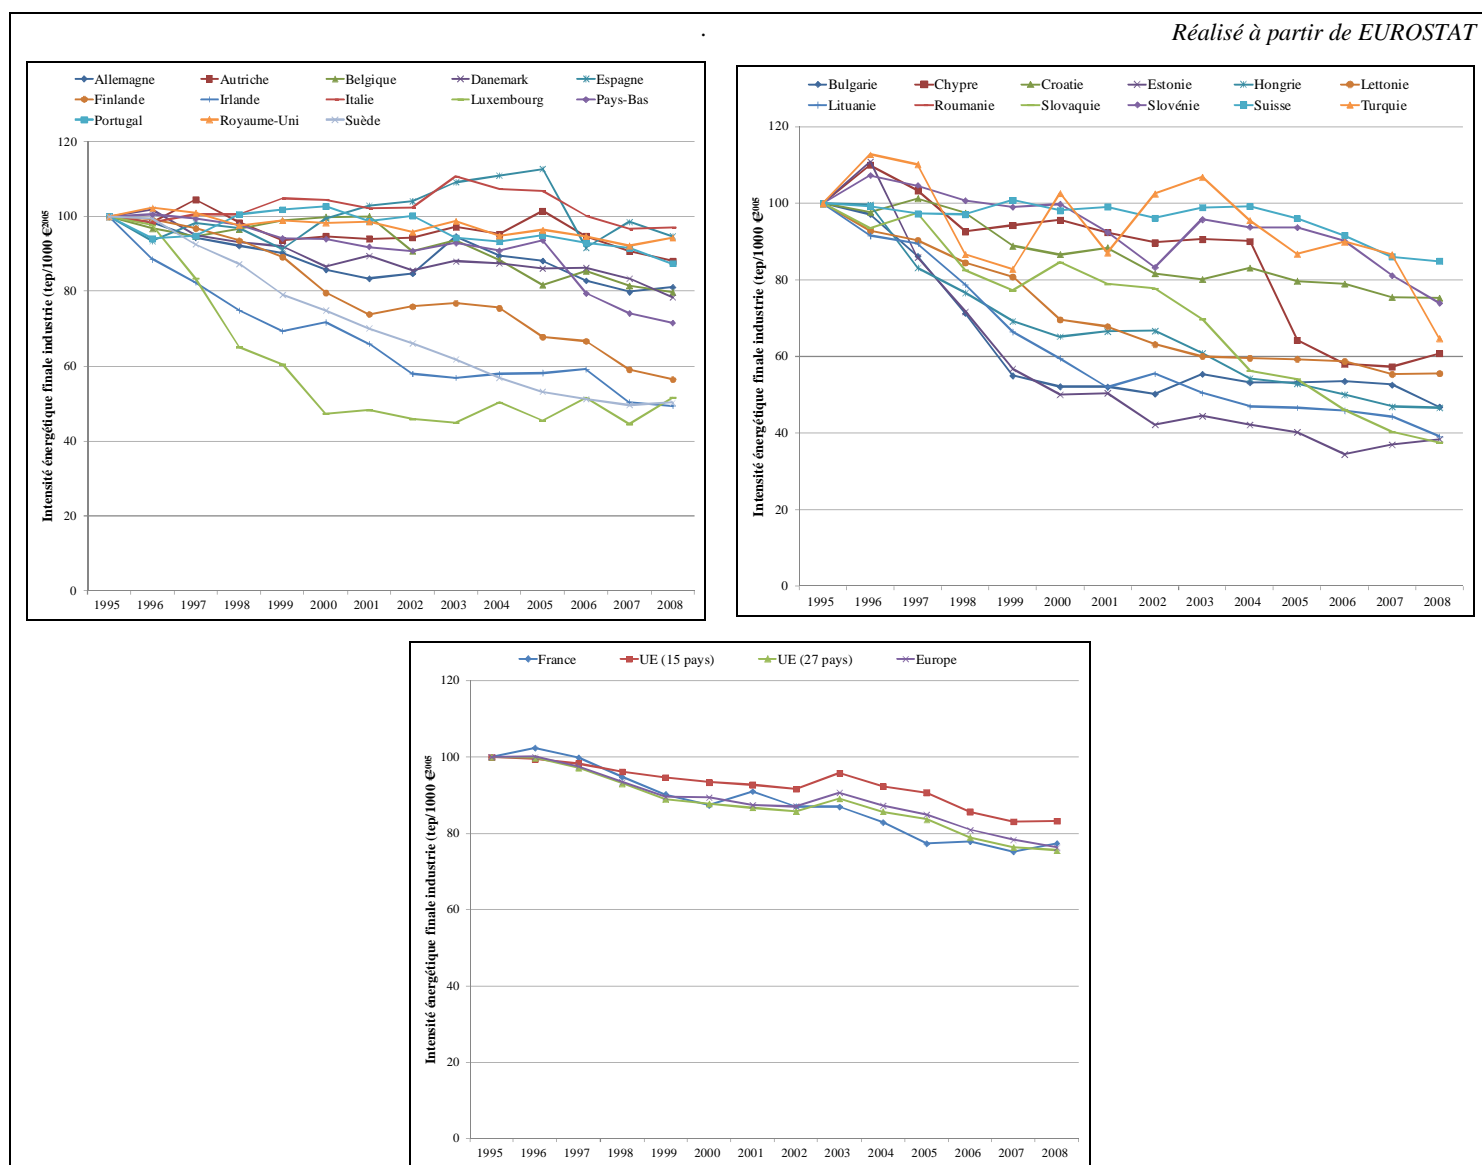 .
Réalisé à partir de EUROSTAT
Allemagne Autriche Belgique Danemark Espagne
Finlande Irlande Italie Luxembourg Pays-Bas
Portugal Royaume-Uni Suède
Intensité énergétique finale industrie (tep/1000 €2005
120
100
80
60
40
20
0
1995 1996 1997 1998 1999 2000 2001 2002 2003 2004 2005 2006 2007 2008
Bulgarie Chypre Croatie Estonie Hongrie Lettonie
Lituanie Roumanie Slovaquie Slovénie Suisse Turquie
Intensité énergétique finale industrie (tep/1000 €2005
120
100
80
60
40
20
0
1995 1996 1997 1998 1999 2000 2001 2002 2003 2004 2005 2006 2007 2008
France UE (15 pays) UE (27 pays) Europe
Intensité énergétique finale industrie (tep/1000 €2005
120
100
80
60
40
20
0
1995 1996 1997 1998 1999 2000 2001 2002 2003 2004 2005 2006 2007 2008